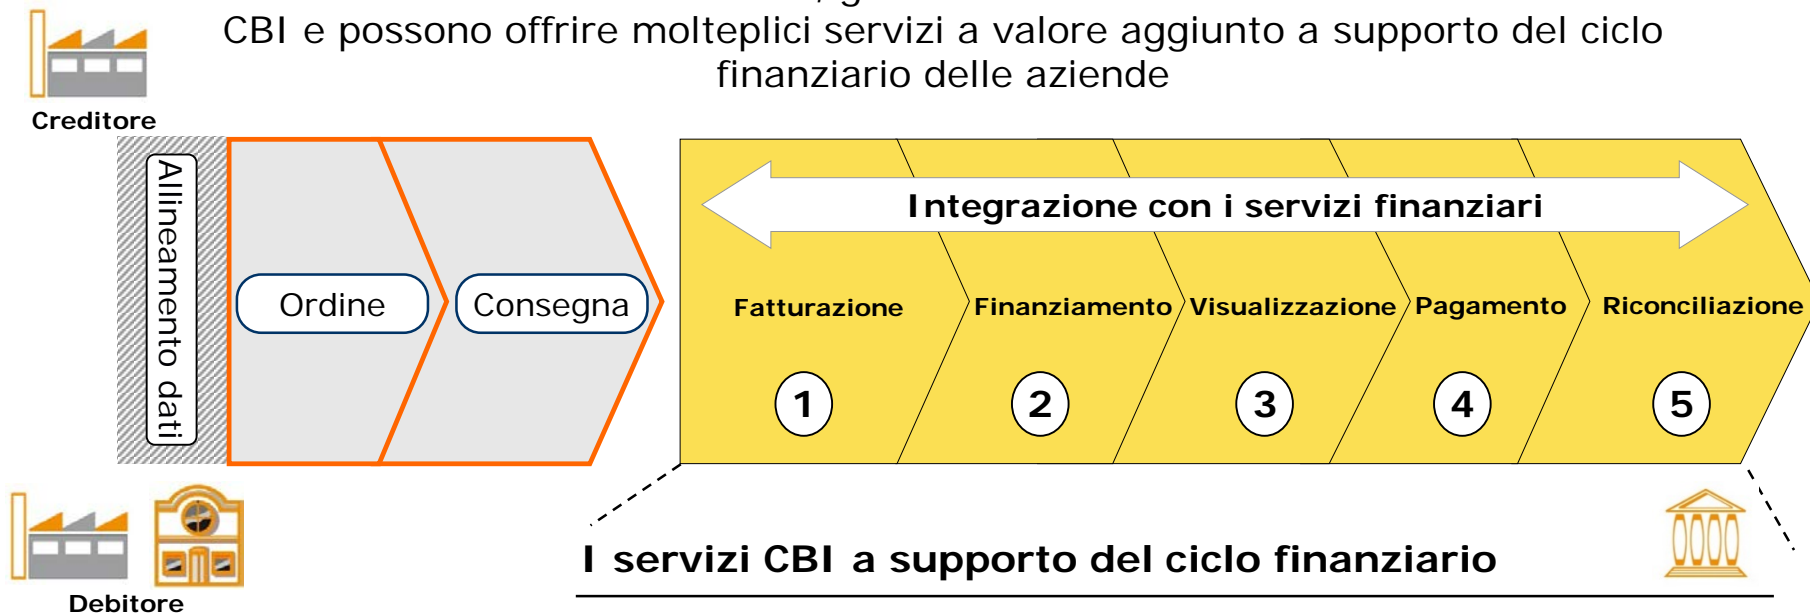 CBI e possono offrire molteplici servizi a valore aggiunto a supporto del ciclo
finanziario delle aziende
Creditore
Allineamento dati
Ordine
Consegna
Integrazione con i servizi finanziari
Fatturazione
Finanziamento
Visualizzazione
Pagamento
Riconciliazione
1
2
3
4
5
I servizi CBI a supporto del ciclo finanziario
Debitore